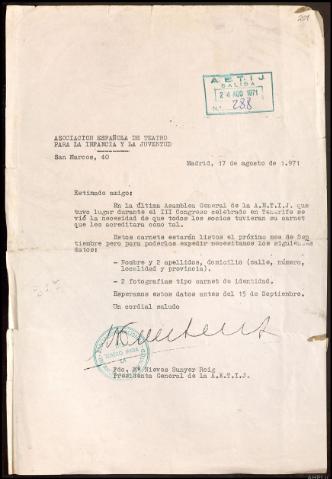 201
A E T I J
SALIDA
24 AGO 1971
N.º 288
ASOCIACION ESPAÑOLA DE TEATRO
PARA LA INFANCIA Y LA JUVENTUD
San Marcos, 40
Madrid, 17 de agosto de 1.971
Estimado amigo:
En la última Asamblea General de la A.E.T.I.J. que
tuvo lugar durante el III Congreso celebrado en Tenerife se
vió la necesidad de que todos los socios tuvieran su carnet
que les acreditara como tal.
Estos carnets estarán listos el próximo mes de Sep
tiembre pero para poderlos expedir necesitamos los siguientes
datos:
- Nombre y 2 apellidos, domicilio (calle, número,
localidad y provincia).
- 2 fotografías tipo carnet de identidad.
Esperamos estos datos antes del 15 de Septiembre.
Un cordial saludo
Fdo. Mª Nieves Sunyer Roig
Presidenta General de la A.E.T.I.J.